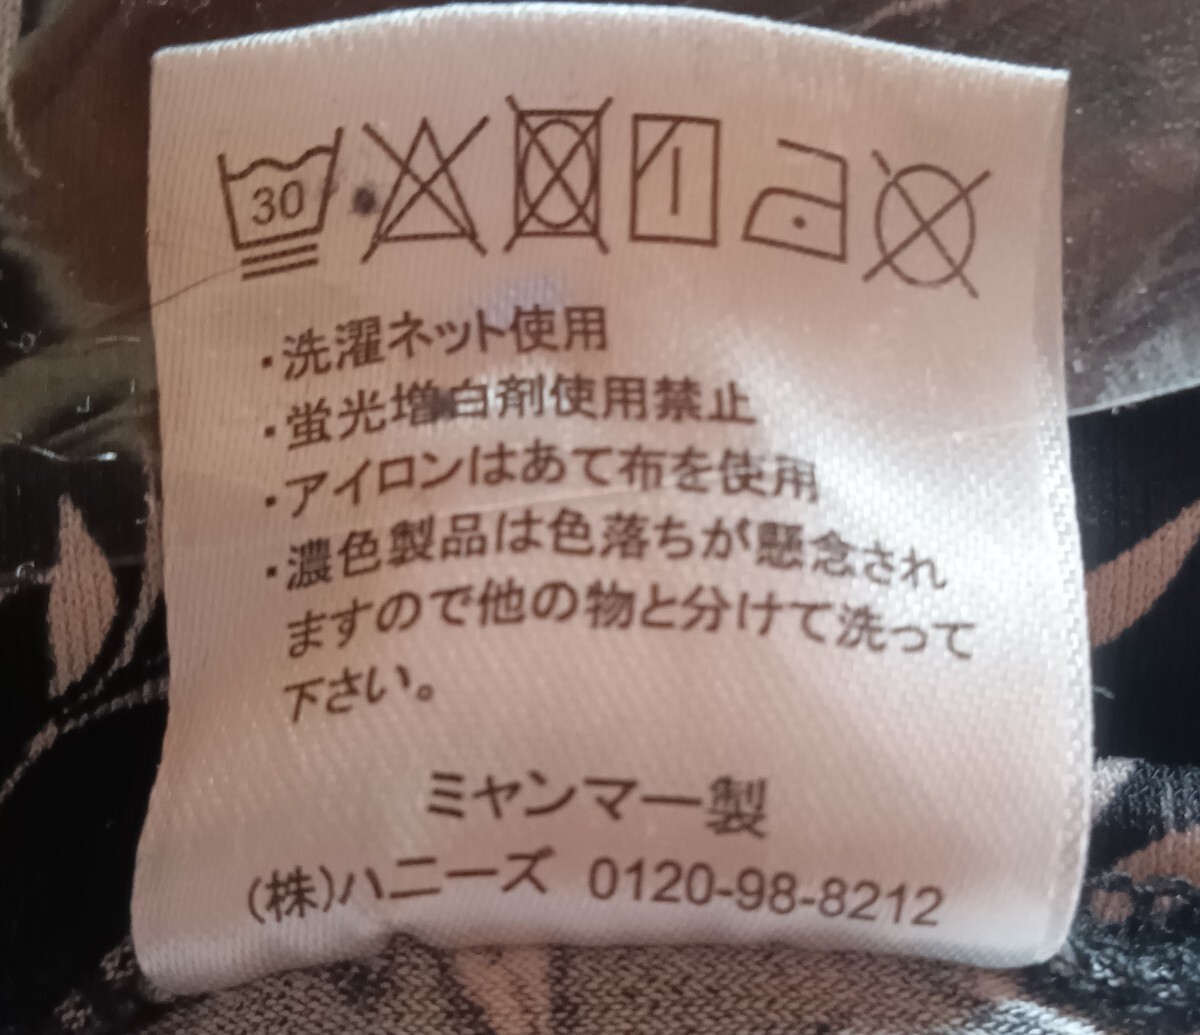 30
・洗濯ネット使用
・蛍光増白剤使用禁止
・アイロンはあて布を使用
・濃色製品は色落ちが懸念され
ますので他の物と分けて洗って
下さい。
ミャンマー製
(株)ハニーズ 0120-98-8212